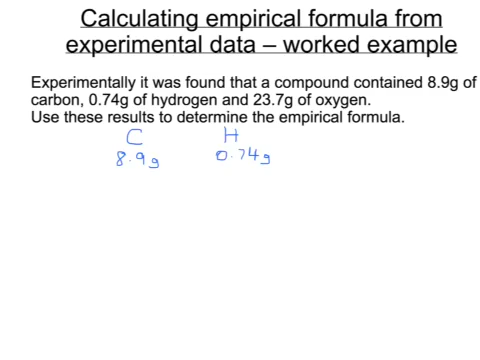 Calculating empirical formula from
experimental data – worked example
Experimentally it was found that a compound contained 8.9g of
carbon, 0.74g of hydrogen and 23.7g of oxygen.
Use these results to determine the empirical formula.
C H
8.9g 0.74g